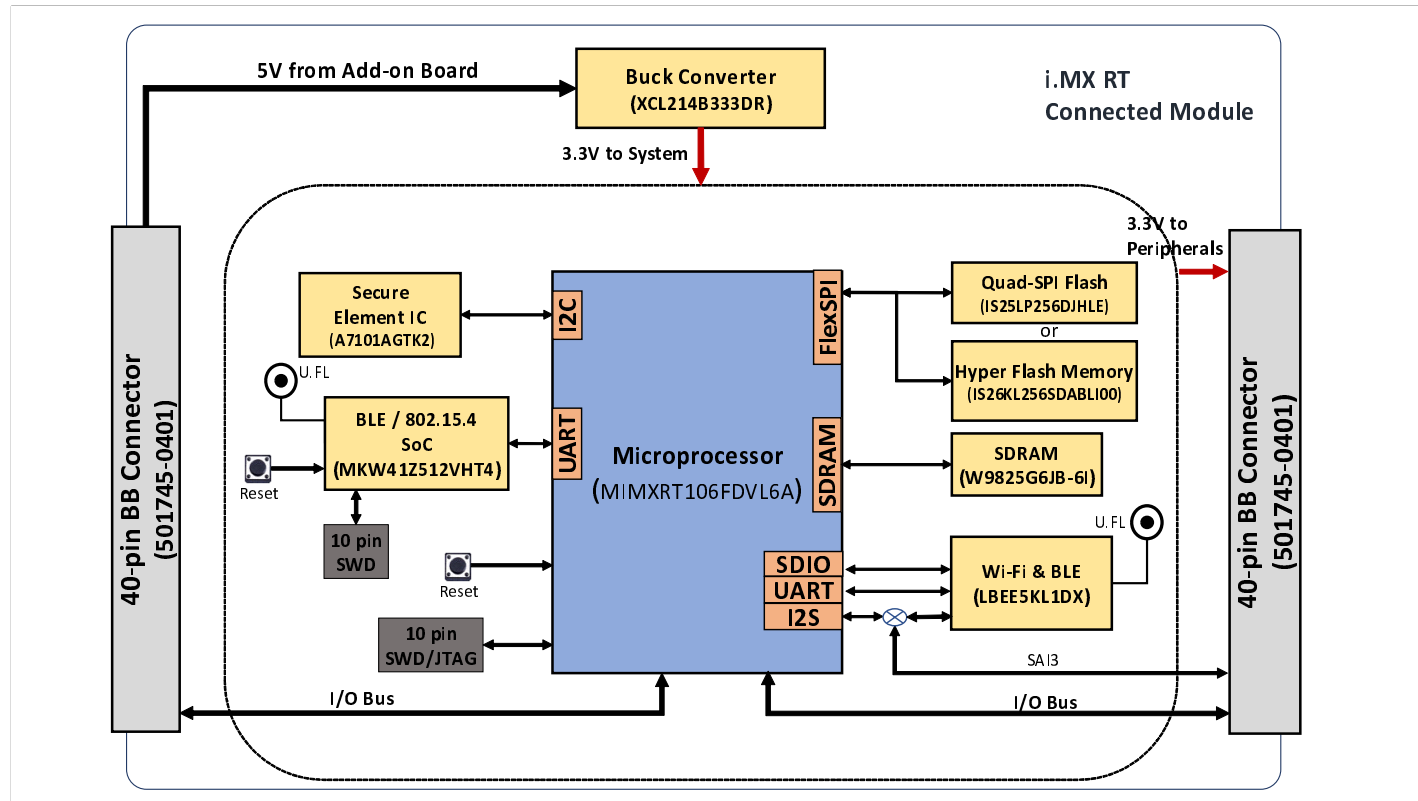 5V from Add-on Board
Buck Converter
(XCL214B333DR)
i.MX RT
Connected Module
3.3V to System
3.3V to
Peripherals
40-pin BB Connector
(501745-0401)
Secure
Element IC
(A7101AGTK2)
I2C
FlexSPI
Quad-SPI Flash
(IS25LP256DJHLE)
or
Hyper Flash Memory
(IS26KL256SDABLI00)
U. FL
BLE / 802.15.4
SoC
(MKW41Z512VHT4)
UART
Reset
10 pin
SWD
Microprocessor
(MIMXRT106FDVL6A)
SDRAM
SDRAM
(W9825G6JB-6I)
U. FL
Reset
SDIO
UART
I2S
Wi-Fi & BLE
(LBEE5KL1DX)
10 pin
SWD/JTAG
SAI3
I/O Bus
I/O Bus
40-pin BB Connector
(501745-0401)